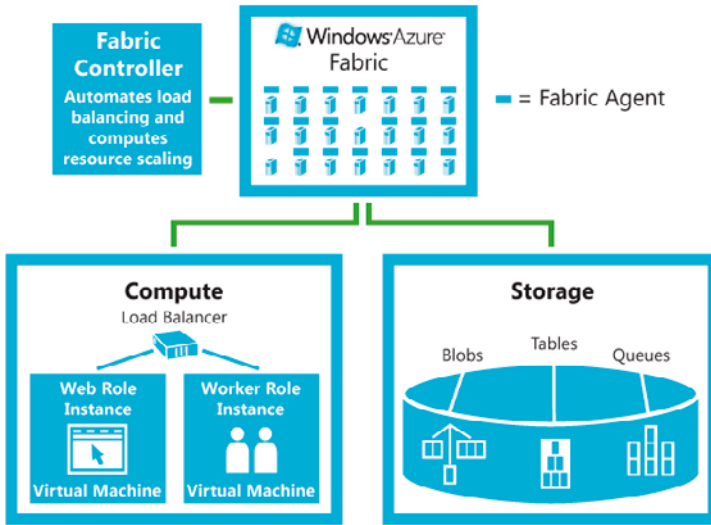 Fabric
Controller
Automates load
balancing and
computes
resource scaling
Windows Azure
Fabric
= Fabric Agent
Compute
Load Balancer
Web Role
Instance
Virtual Machine
Worker Role
Instance
Virtual Machine
Storage
Blobs
Tables
Queues